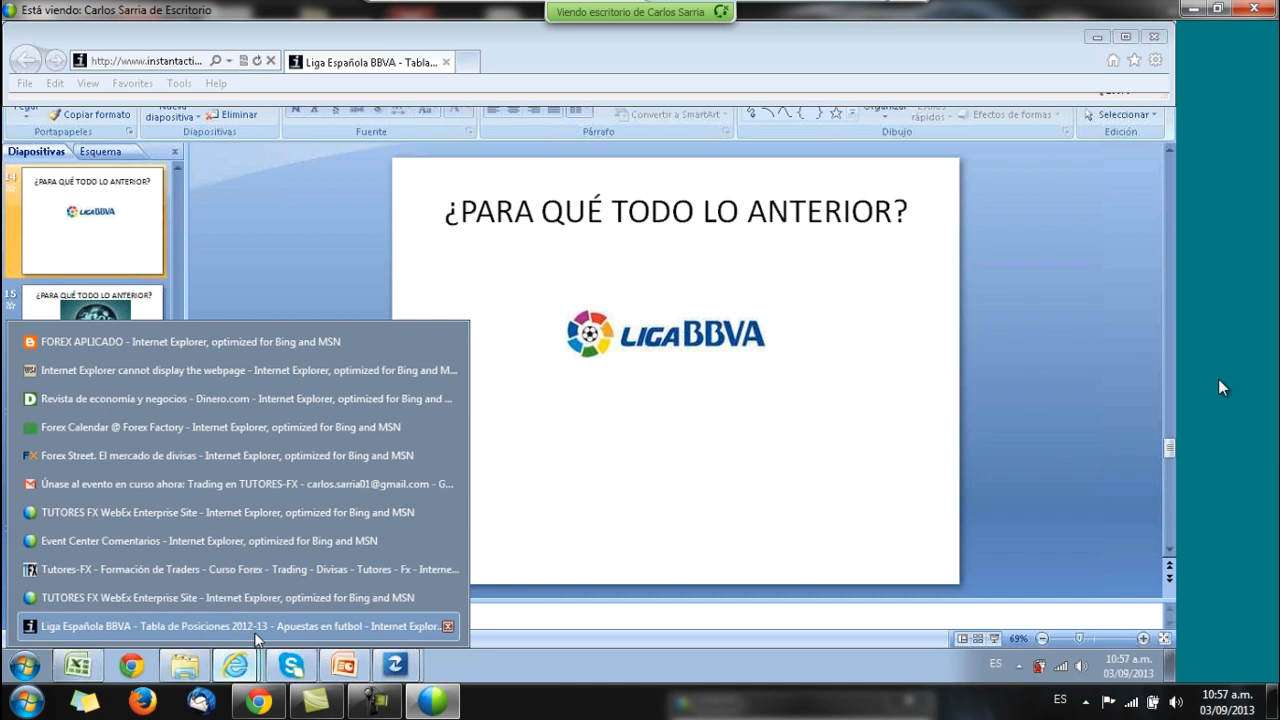 Está viendo: Carlos Sarria de Escritorio
Viendo escritorio de Carlos Sarria
http://www.instantacti...
Liga Española BBVA - Tabla...
File Edit View Favorites Tools Help
Copiar formato
diapositiva
Eliminar
Convertir a SmartArt
rápidos
Efectos de formas
Seleccionar
Portapapeles
Diapositivas
Fuente
Párrafo
Dibujo
Edición
Diapositivas
Esquema
14
¿PARA QUÉ TODO LO ANTERIOR?
LIGA BBVA
15
¿PARA QUÉ TODO LO ANTERIOR?
¿PARA QUÉ TODO LO ANTERIOR?
LIGA BBVA
FOREX APLICADO - Internet Explorer, optimized for Bing and MSN
Internet Explorer cannot display the webpage - Internet Explorer, optimized for Bing and M...
Revista de economía y negocios - Dinero.com - Internet Explorer, optimized for Bing and ...
Forex Calendar @ Forex Factory - Internet Explorer, optimized for Bing and MSN
Forex Street. El mercado de divisas - Internet Explorer, optimized for Bing and MSN
Únase al evento en curso ahora: Trading en TUTORES-FX - carlos.sarria01@gmail.com - G...
TUTORES FX WebEx Enterprise Site - Internet Explorer, optimized for Bing and MSN
Event Center Comentarios - Internet Explorer, optimized for Bing and MSN
Tutores-FX - Formación de Traders - Curso Forex - Trading - Divisas - Tutores - Fx - Interne...
TUTORES FX WebEx Enterprise Site - Internet Explorer, optimized for Bing and MSN
Liga Española BBVA - Tabla de Posiciones 2012-13 - Apuestas en futbol - Internet Explor...
69%
ES
10:57 a.m.
03/09/2013
ES
10:57 a.m.
03/09/2013